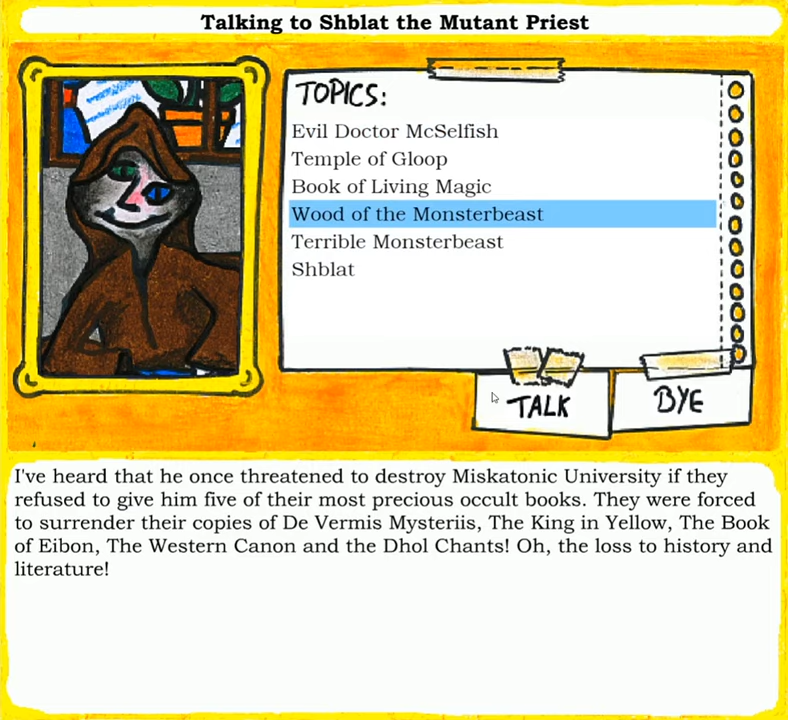 Talking to Shblat the Mutant Priest
TOPICS:
Evil Doctor McSelfish
Temple of Gloop
Book of Living Magic
Wood of the Monsterbeast
Terrible Monsterbeast
Shblat
TALK
BYE
I've heard that he once threatened to destroy Miskatonic University if they
refused to give him five of their most precious occult books. They were forced
to surrender their copies of De Vermis Mysteriis, The King in Yellow, The Book
of Eibon, The Western Canon and the Dhol Chants! Oh, the loss to history and
literature!